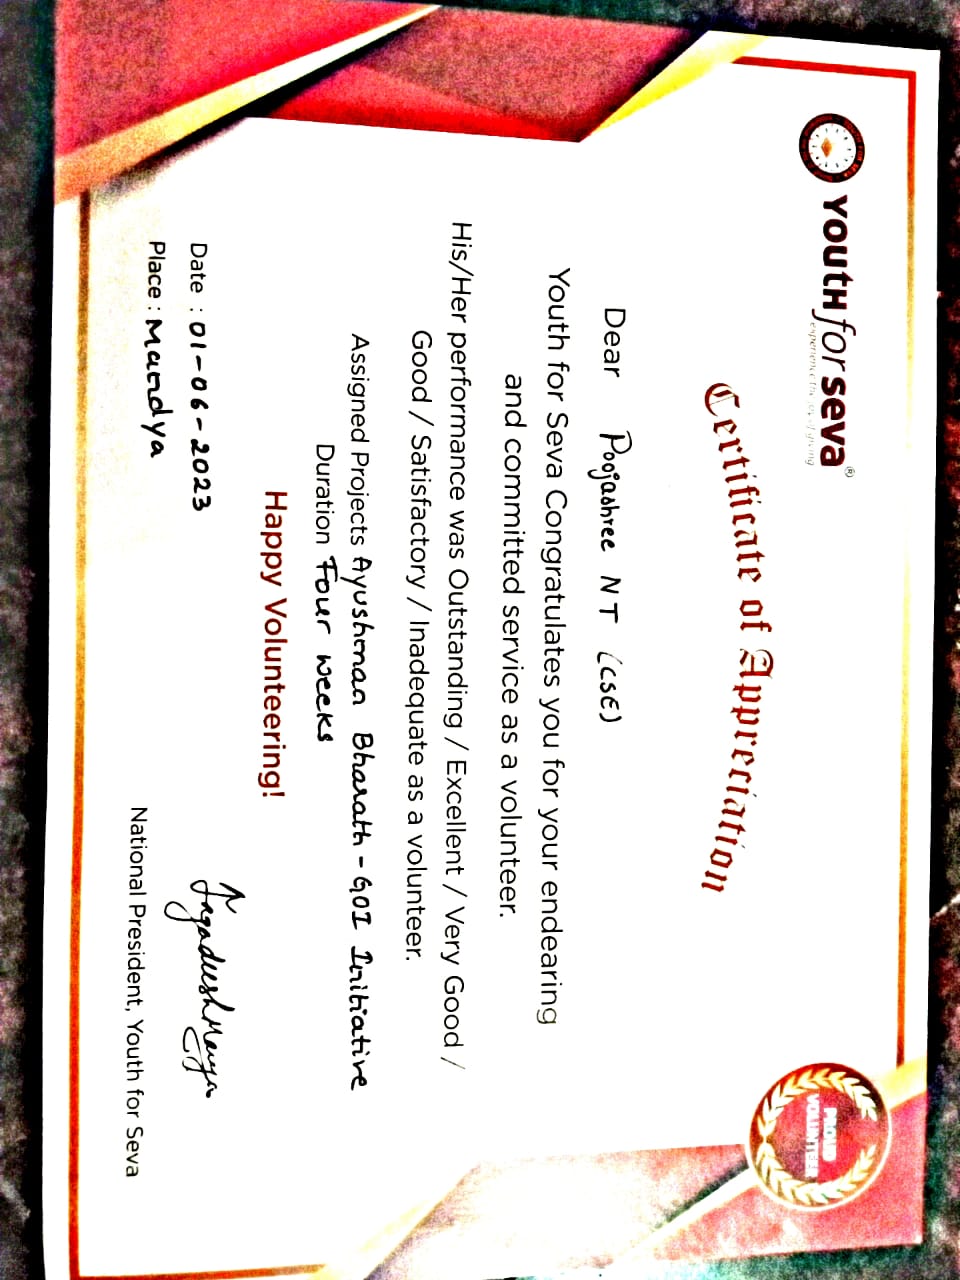 YOUTH for SEVA®
experience the joy of giving
PROUD
VOLUNTEER
Certificate of Appreciation
Dear Poojashree NT (CSE)
Youth for Seva Congratulates you for your endearing
and committed service as a volunteer.
His/Her performance was Outstanding / Excellent / Very Good /
Good / Satisfactory / Inadequate as a volunteer.
Assigned Projects Ayushman Bharath - GOI Initiative
Duration Four weeks
Happy Volunteering!
Date : 01-06-2023
Place : Mandya
National President, Youth for Seva